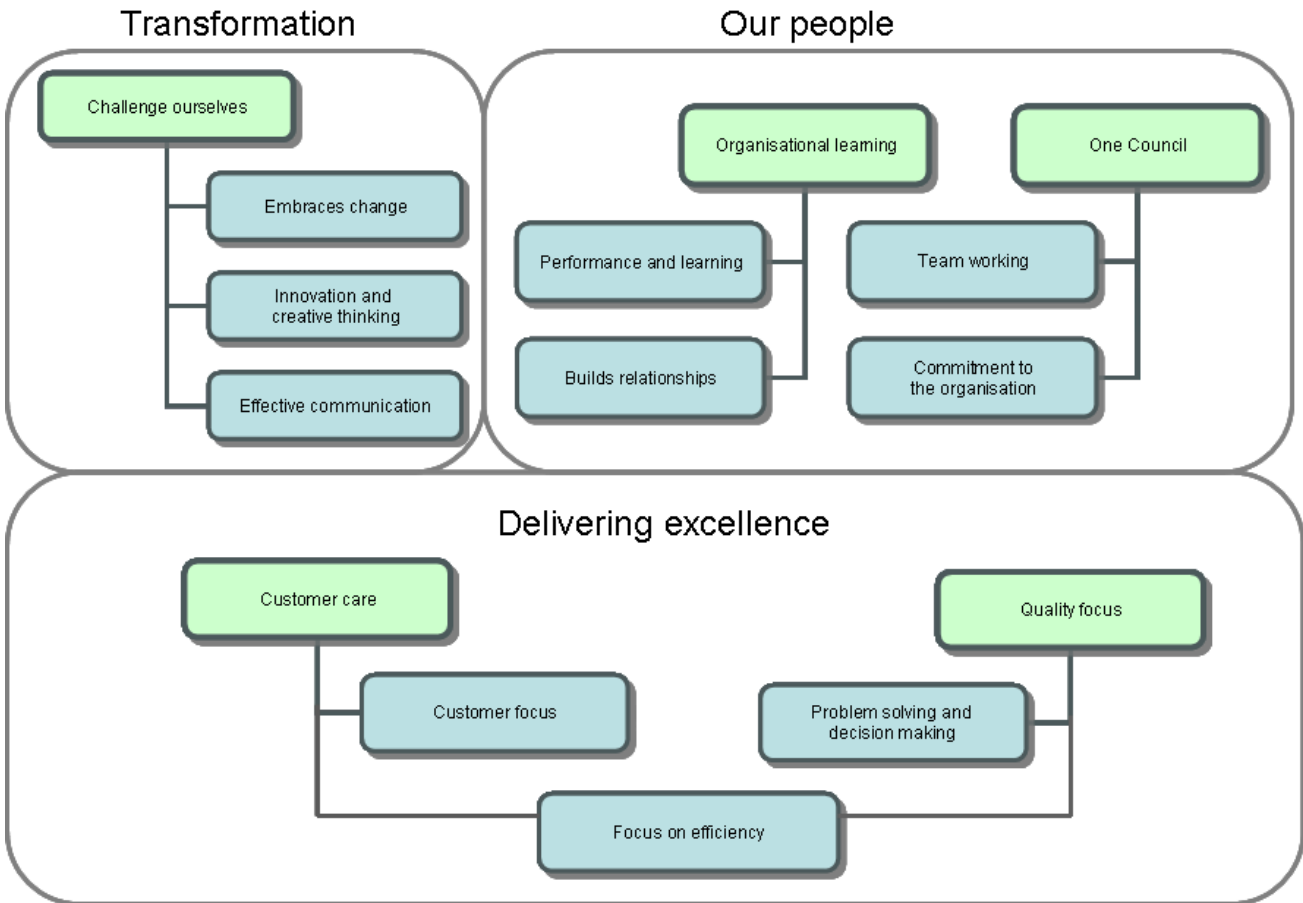 Transformation
Our people
Challenge ourselves
Embraces change
Innovation and
creative thinking
Effective communication
Organisational learning
One Council
Performance and learning
Team working
Builds relationships
Commitment to
the organisation
Delivering excellence
Customer care
Quality focus
Customer focus
Problem solving and
decision making
Focus on efficiency